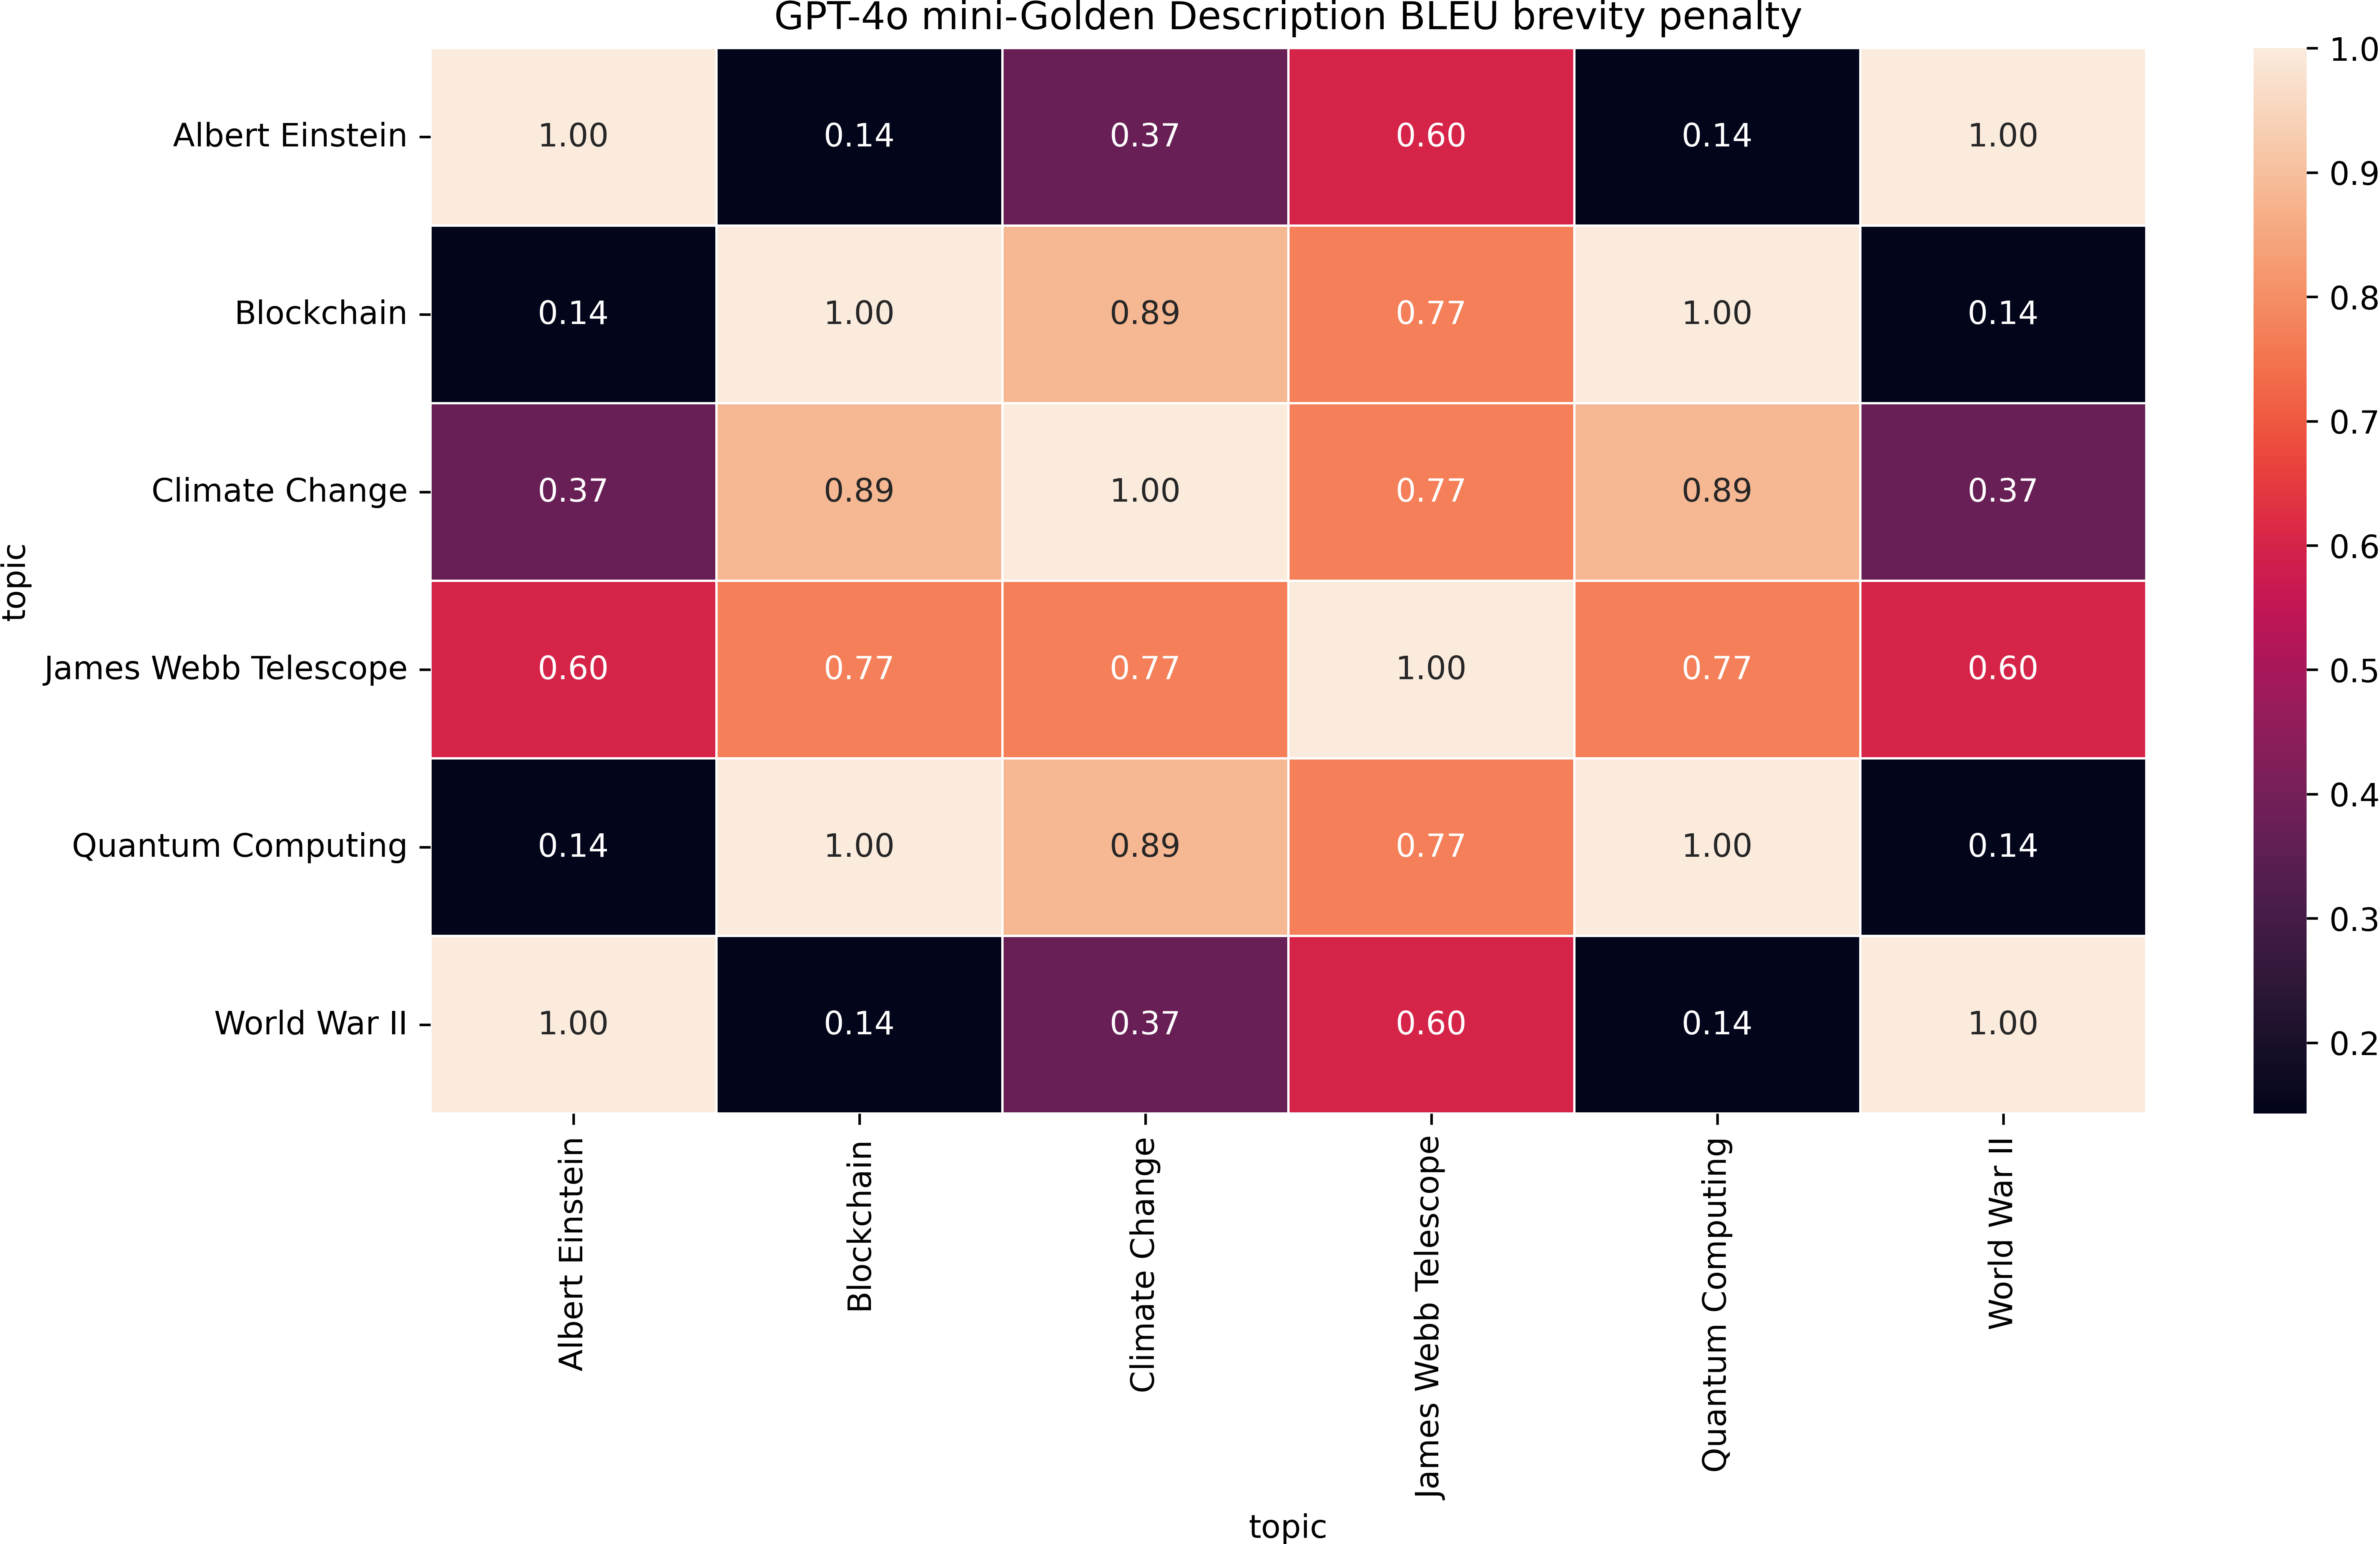 GPT-4o mini-Golden Description BLEU brevity penalty
1.0
Albert Einstein 1.00 0.14 0.37 0.60 0.14 1.00
0.9
0.8
Blockchain 0.14 1.00 0.89 0.77 1.00 0.14
0.7
Climate Change 0.37 0.89 1.00 0.77 0.89 0.37
0.6
topic
James Webb Telescope 0.60 0.77 0.77 1.00 0.77 0.60
0.5
0.4
Quantum Computing 0.14 1.00 0.89 0.77 1.00 0.14
0.3
World War II 1.00 0.14 0.37 0.60 0.14 1.00
0.2
Albert Einstein
Blockchain
Climate Change
James Webb Telescope
Quantum Computing
World War II
topic